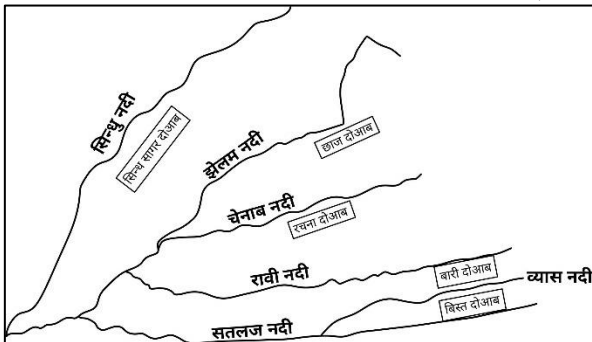 सिन्धु नदी
सिन्ध सागर दोआब
झेलम नदी
छाज दोआब
चेनाब नदी
रचना दोआब
रावी नदी
बारी दोआब
व्यास नदी
बिस्त दोआब
सतलज नदी